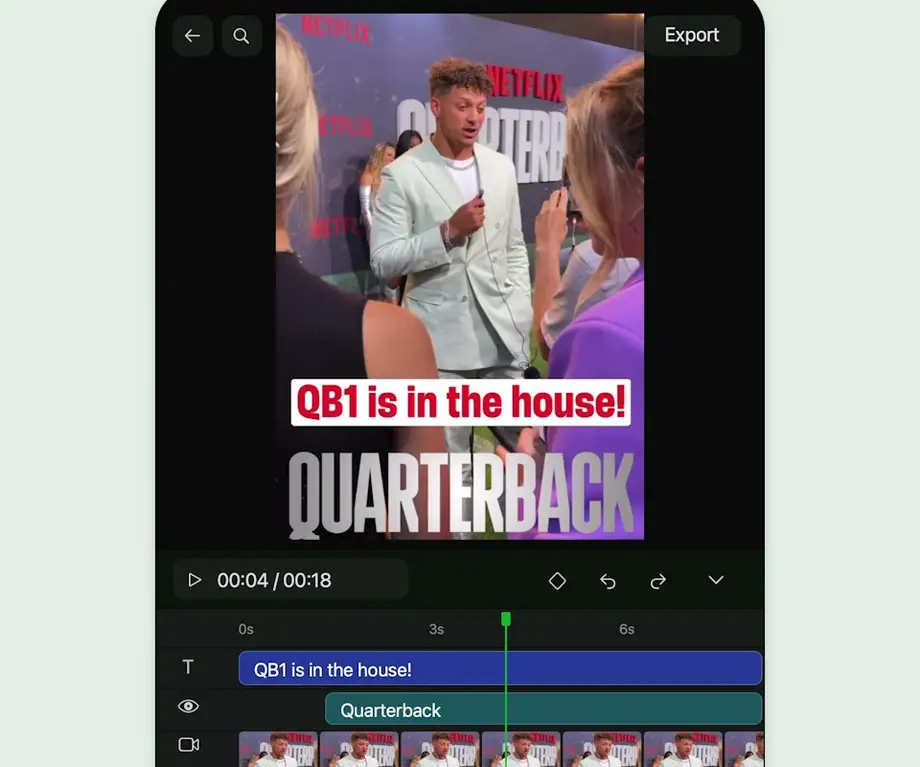 Export
NETFLIX
NETFLIX
NETFLIX
NETFLIX
QB1 is in the house!
QUARTERBACK
00:04 / 00:18
0s 3s 6s
T QB1 is in the house!
Quarterback